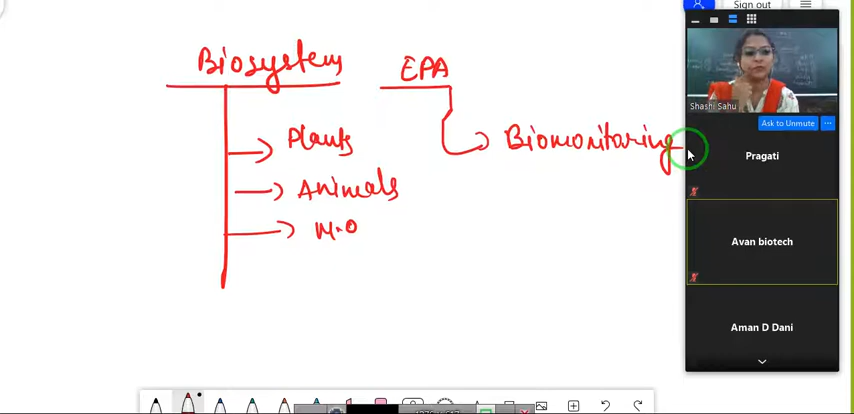 Sign out
Biosystem EPA
Plants
Animals
M.O
Biomonitoring
Shashi Sahu
Ask to Unmute
Pragati
Avan biotech
Aman D Dani